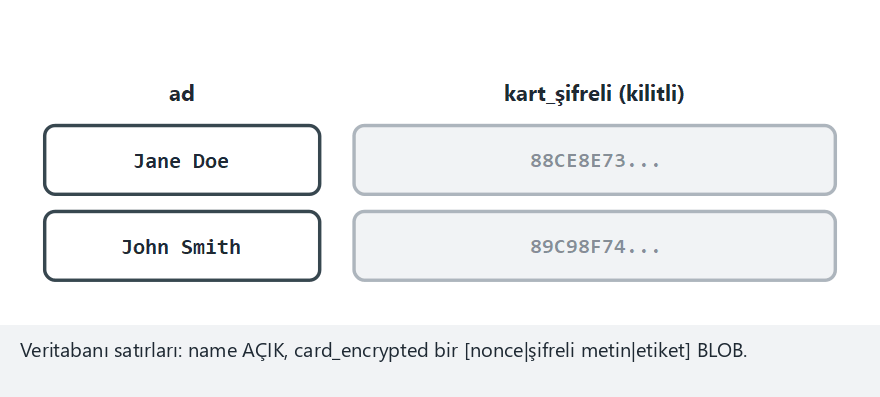 ad kart_şifreli (kilitli)
Jane Doe 88CE8E73...
John Smith 89C98F74...
Veritabanı satırları: name AÇIK, card_encrypted bir [nonce|şifreli metin|etiket] BLOB.